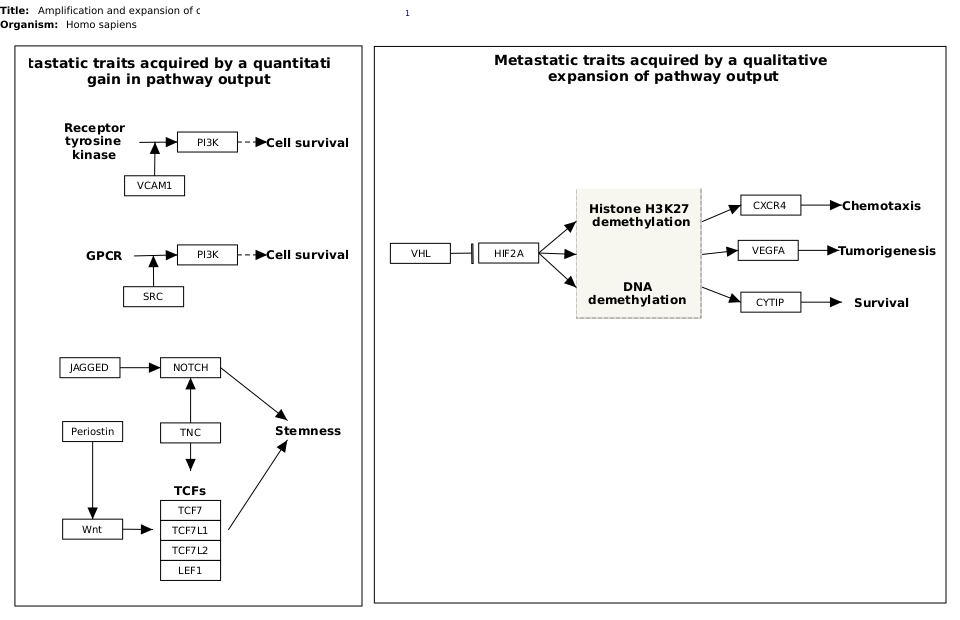 Title: Amplification and expansion of
Organism: Homo sapiens
1
tastatic traits acquired by a quantitati
gain in pathway output
Receptor
tyrosine
kinase
PI3K
Cell survival
VCAM1
GPCR
PI3K
Cell survival
SRC
JAGGED
NOTCH
Periostin
TNC
Stemness
TCFs
TCF7
Wnt
TCF7L1
TCF7L2
LEF1
Metastatic traits acquired by a qualitative
expansion of pathway output
VHL
HIF2A
Histone H3K27
demethylation
DNA
demethylation
CXCR4
Chemotaxis
VEGFA
Tumorigenesis
CYTIP
Survival